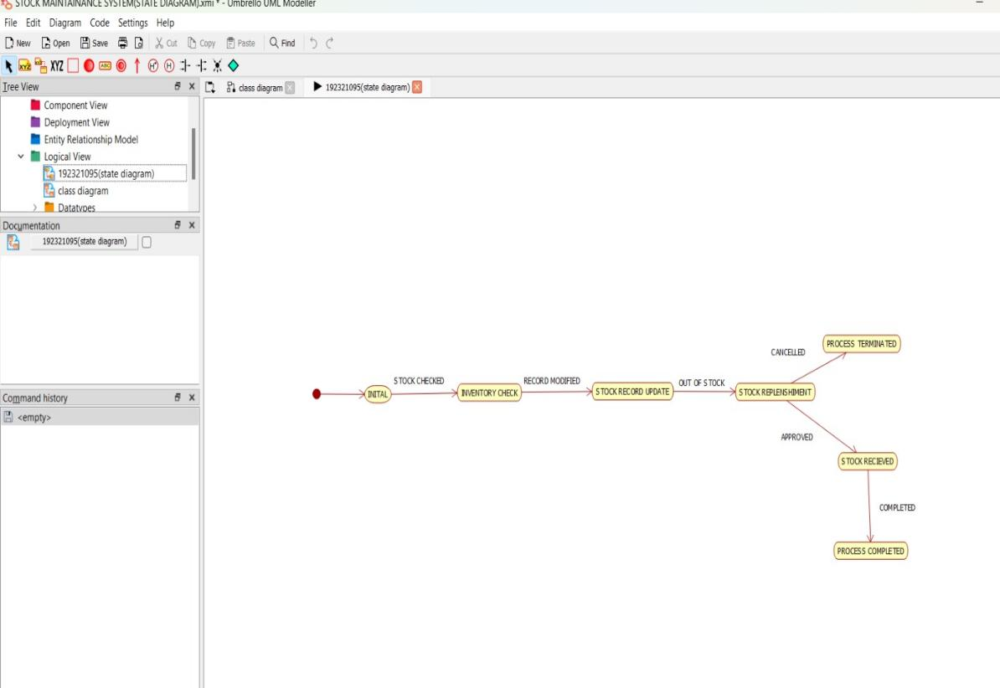 STOCK MAINTAINANCE SYSTEM(STATE DIAGRAM).xmi * - Umbrello UML Modeller
File Edit Diagram Code Settings Help
New Open Save Cut Copy Paste Find
XYZ XYZ ABC H* H
Tree View
class diagram 192321095(state diagram)
Component View
Deployment View
Entity Relationship Model
Logical View
192321095(state diagram)
class diagram
Datatypes
Documentation
192321095(state diagram)
Command history
<empty>
PROCESS TERMINATED
CANCELLED
STOCK CHECKED
RECORD MODIFIED
OUT OF STOCK
INITAL
INVENTORY CHECK
STOCK RECORD UPDATE
STOCK REPLENSHIMENT
APPROVED
STOCK RECIEVED
COMPLETED
PROCESS COMPLETED